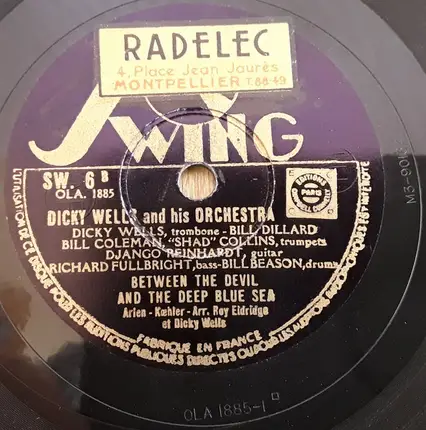 RADELEC
4, Place Jean Jaurès
MONTPELLIER T.88-49
SWING
SW. 6 B
OLA. 1885
EDITIONS
PARIS
DICKY WELLS and his ORCHESTRA
DICKY WELLS, trombone - BILL DILLARD
BILL COLEMAN, "SHAD" COLLINS, trumpets
DJANGO REINHARDT, guitar
RICHARD FULLBRIGHT, bass - BILL BEASON, drums
BETWEEN THE DEVIL
AND THE DEEP BLUE SEA
Arlen - Kœhler - Arr. Roy Eldridge
et Dicky Wells
FABRIQUÉ EN FRANCE
OLA 1885-1